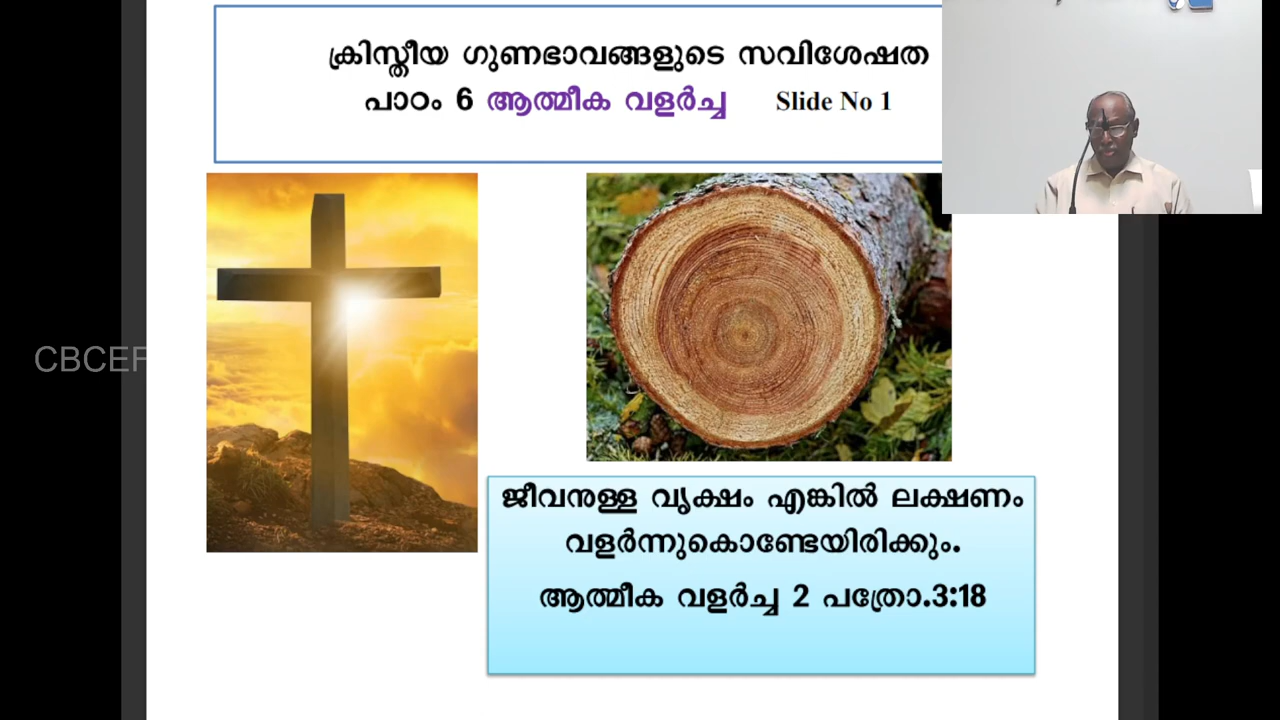 ക്രിസ്തീയ ഗുണഭാവങ്ങളുടെ സവിശേഷത
പാഠം 6 ആത്മീക വളർച്ച Slide No 1
CBCEF
ജീവനുള്ള വൃക്ഷം എങ്കിൽ ലക്ഷണം
വളർന്നുകൊണ്ടേയിരിക്കും.
ആത്മീക വളർച്ച 2 പത്രോ.3:18